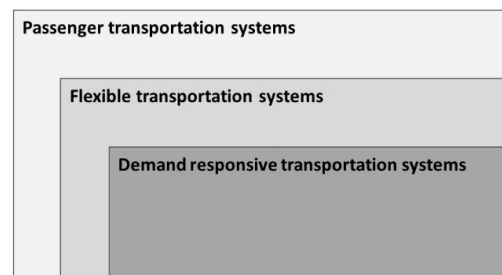 Passenger transportation systems
Flexible transportation systems
Demand responsive transportation systems